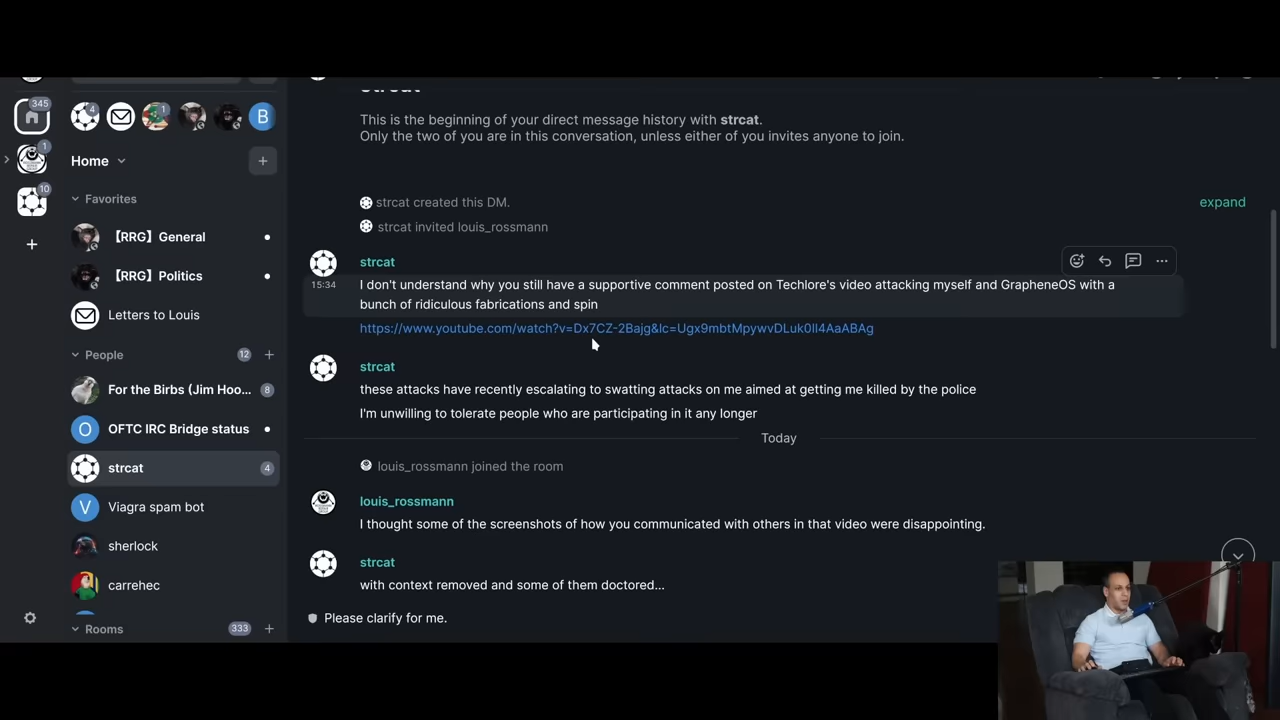 345
4
1
B
1
10
Home
Favorites
【RRG】General
【RRG】Politics
Letters to Louis
People
12
For the Birbs (Jim Hoo...
8
OFTC IRC Bridge status
strcat
4
Viagra spam bot
sherlock
carrehec
Rooms
333
strcat
This is the beginning of your direct message history with strcat.
Only the two of you are in this conversation, unless either of you invites anyone to join.
strcat created this DM.
expand
strcat invited louis_rossmann
strcat
15:34
I don't understand why you still have a supportive comment posted on Techlore's video attacking myself and GrapheneOS with a
bunch of ridiculous fabrications and spin
https://www.youtube.com/watch?v=Dx7CZ-2Bajg&lc=Ugx9mbtMpywvDLuk0Il4AaABAg
strcat
these attacks have recently escalating to swatting attacks on me aimed at getting me killed by the police
I'm unwilling to tolerate people who are participating in it any longer
Today
louis_rossmann joined the room
louis_rossmann
I thought some of the screenshots of how you communicated with others in that video were disappointing.
strcat
with context removed and some of them doctored...
Please clarify for me.